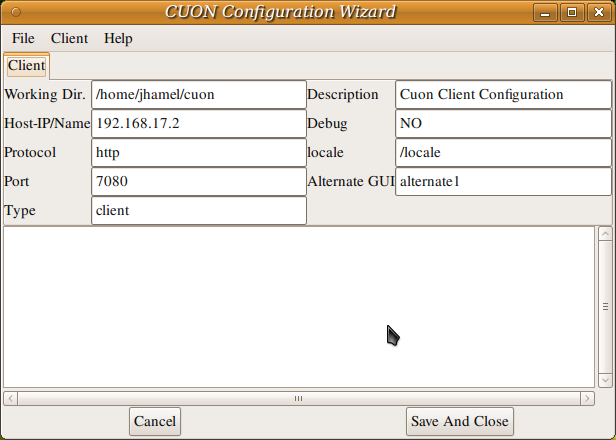 CUON Configuration Wizard
File Client Help
Client
Working Dir. /home/jhamel/cuon Description Cuon Client Configuration
Host-IP/Name 192.168.17.2 Debug NO
Protocol http locale /locale
Port 7080 Alternate GUI alternate1
Type client
Cancel Save And Close